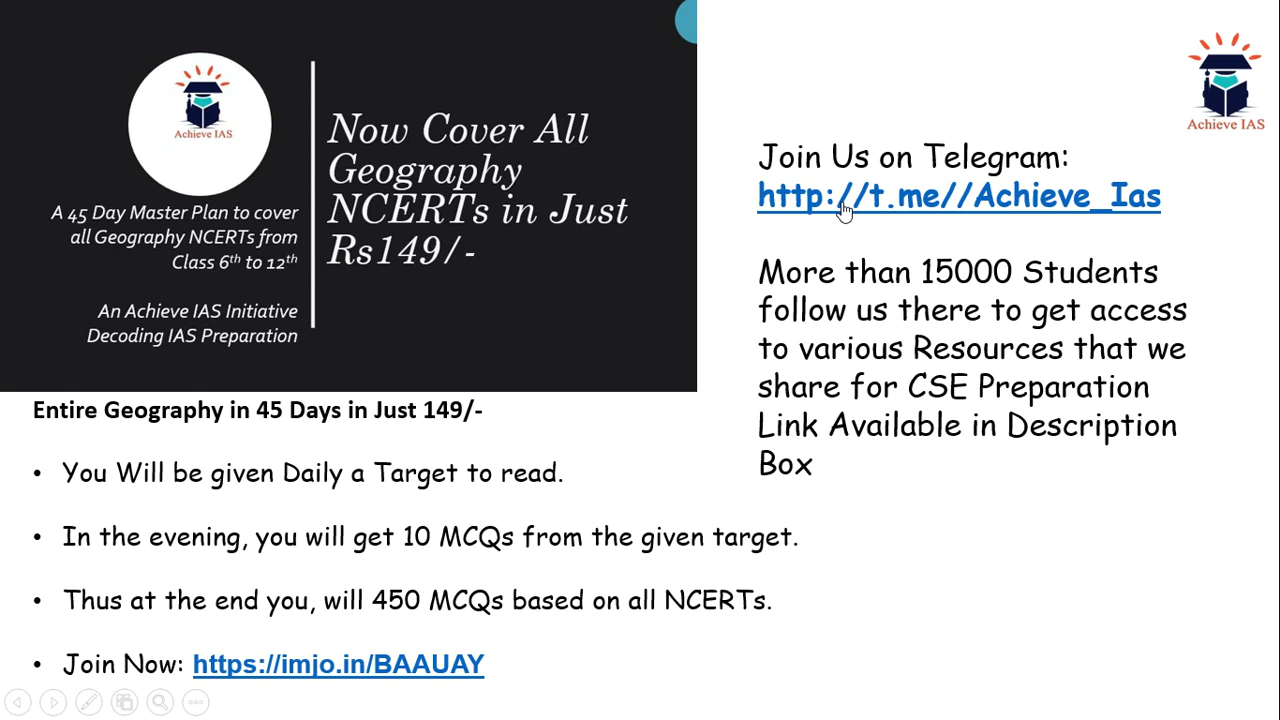 Achieve IAS
A 45 Day Master Plan to cover
all Geography NCERTs from
Class 6th to 12th
An Achieve IAS Initiative
Decoding IAS Preparation
Now Cover All
Geography
NCERTs in Just
Rs149/-
Entire Geography in 45 Days in Just 149/-
• You Will be given Daily a Target to read.
• In the evening, you will get 10 MCQs from the given target.
• Thus at the end you, will 450 MCQs based on all NCERTs.
• Join Now: https://imjo.in/BAAUAY
Achieve IAS
Join Us on Telegram:
http://t.me//Achieve_Ias
More than 15000 Students
follow us there to get access
to various Resources that we
share for CSE Preparation
Link Available in Description
Box